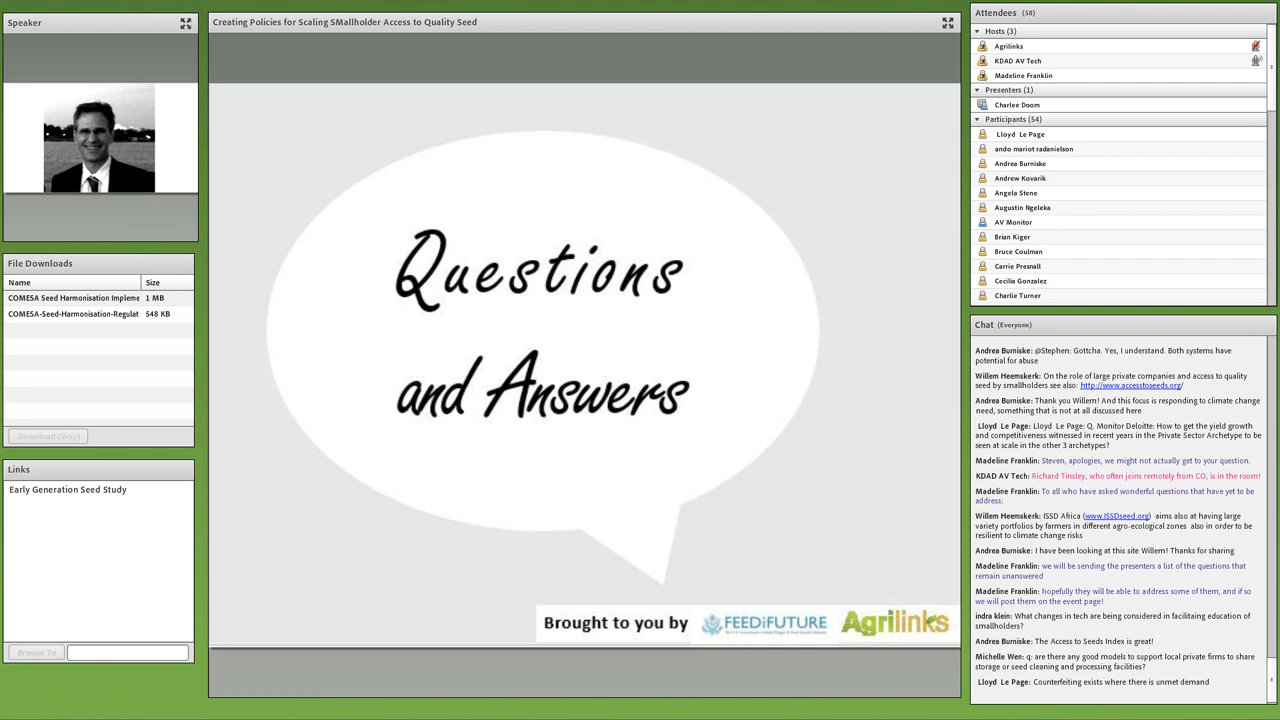 Speaker
File Downloads
Name Size
COMESA Seed Harmonisation Impleme 1 MB
COMESA-Seed-Harmonisation-Regulat 548 KB
Download File(s)
Links
Early Generation Seed Study
Browse To
Creating Policies for Scaling SMallholder Access to Quality Seed
Questions
and Answers
Brought to you by FEEDIFUTURE Agrilinks
Attendees (58)
Hosts (3)
Agrilinks
KDAD AV Tech
Madeline Franklin
Presenters (1)
Charlee Doom
Participants (54)
Lloyd Le Page
ando mariot radanielson
Andrea Burniske
Andrew Kovarik
Angela Stene
Augustin Ngeleka
AV Monitor
Brian Kiger
Bruce Coulman
Carrie Presnall
Cecilia Gonzalez
Charlie Turner
Chat (Everyone)
Andrea Burniske: @Stephen: Gottcha. Yes, I understand. Both systems have
potential for abuse
Willem Heemskerk: On the role of large private companies and access to quality
seed by smallholders see also: http://www.accesstoseeds.org/
Andrea Burniske: Thank you Willem! And this focus is responding to climate change
need, something that is not at all discussed here
Lloyd Le Page: Lloyd Le Page: Q. Monitor Deloitte: How to get the yield growth
and competitiveness witnessed in recent years in the Private Sector Archetype to be
seen at scale in the other 3 archetypes?
Madeline Franklin: Steven, apologies, we might not actually get to your question.
KDAD AV Tech: Richard Tinsley, who often joins remotely from CO, is in the room!
Madeline Franklin: To all who have asked wonderful questions that have yet to be
address:
Willem Heemskerk: ISSD Africa (www.ISSDseed.org) aims also at having large
variety portfolios by farmers in different agro-ecological zones also in order to be
resilient to climate change risks
Andrea Burniske: I have been looking at this site Willem! Thanks for sharing
Madeline Franklin: we will be sending the presenters a list of the questions that
remain unanswered
Madeline Franklin: hopefully they will be able to address some of them, and if so
we will post them on the event page!
indra klein: What changes in tech are being considered in facilitaing education of
smallholders?
Andrea Burniske: The Access to Seeds Index is great!
Michelle Wen: q: are there any good models to support local private firms to share
storage or seed cleaning and processing facilities?
Lloyd Le Page: Counterfeiting exists where there is unmet demand